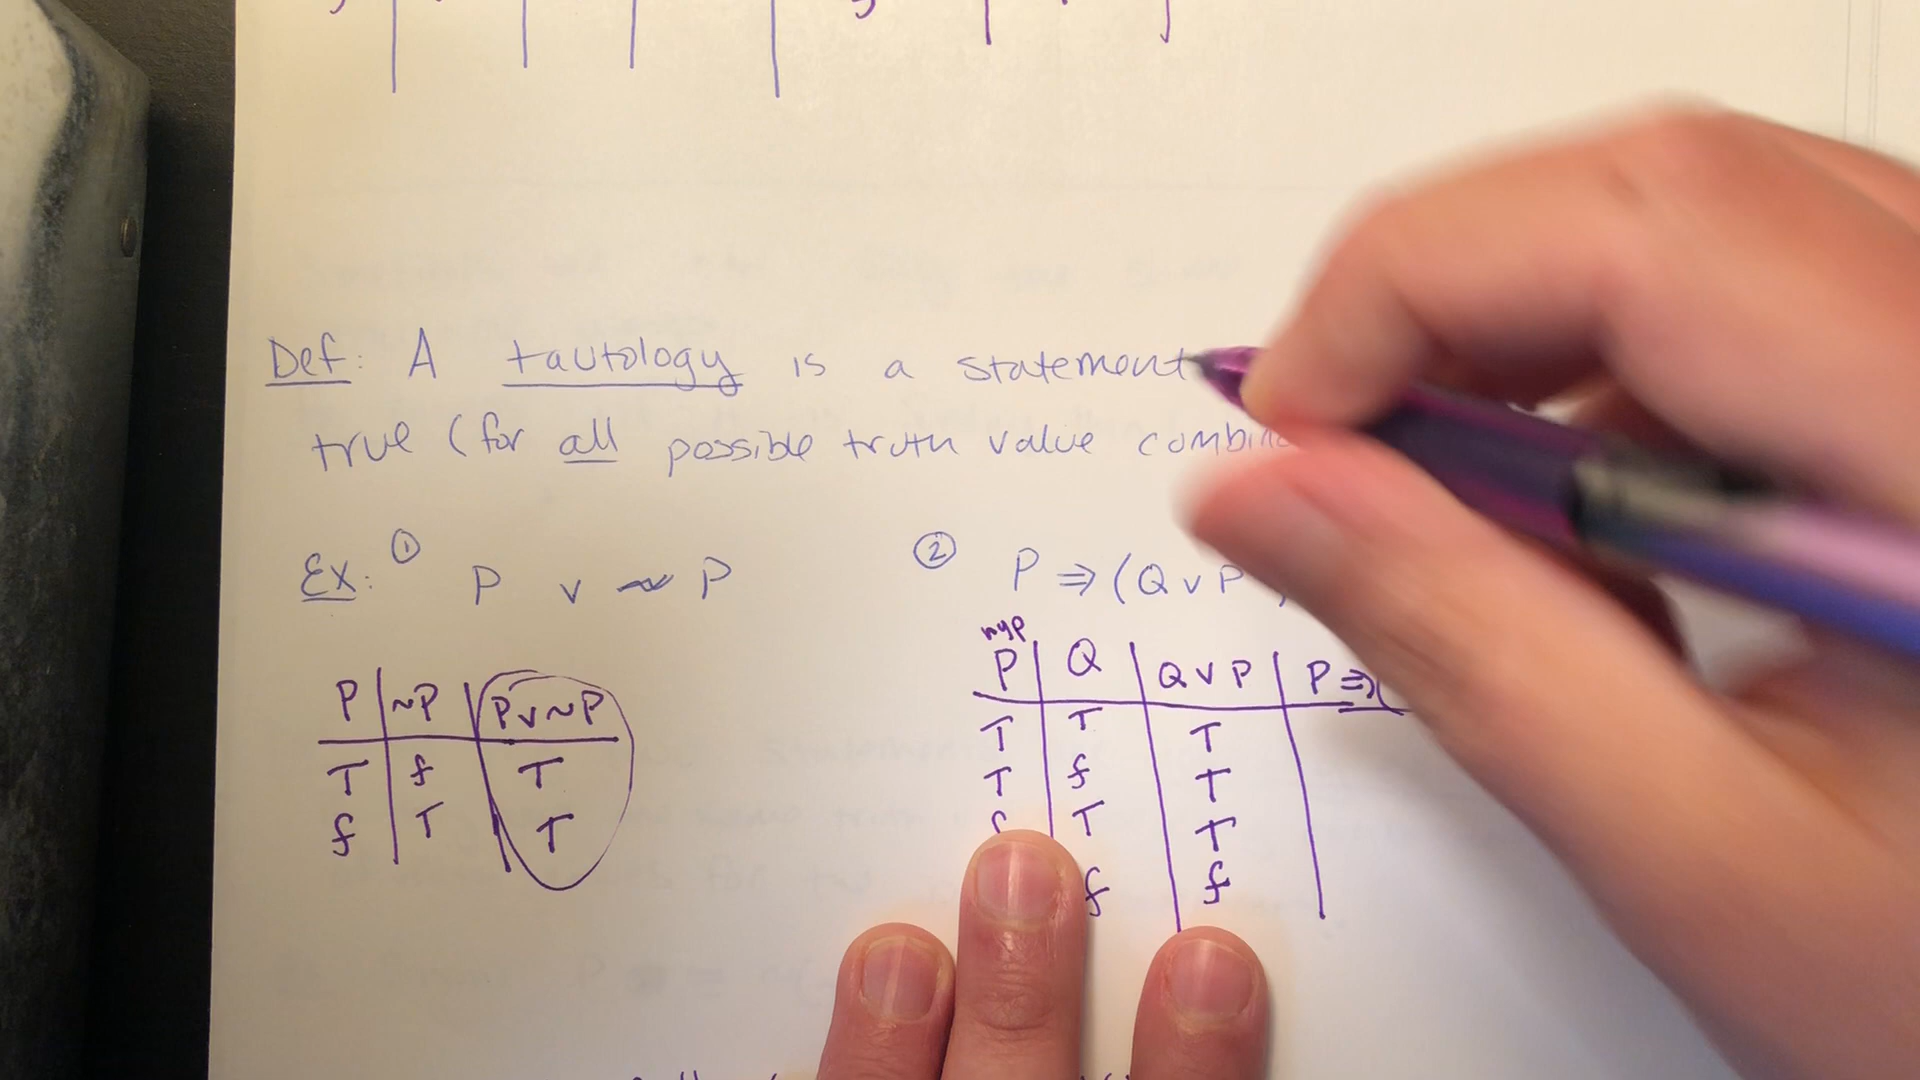 Def: A tautology is a statement
true (for all possible truth value
Ex: ① P ∨ ~ P
② P ⇒ (Q ∨ P
P | ~P | P ∨ ~P
T | f | T
f | T | T
hyp
P | Q | Q ∨ P | P ⇒ (
T | T | T
T | f | T
f | T | T
f | f